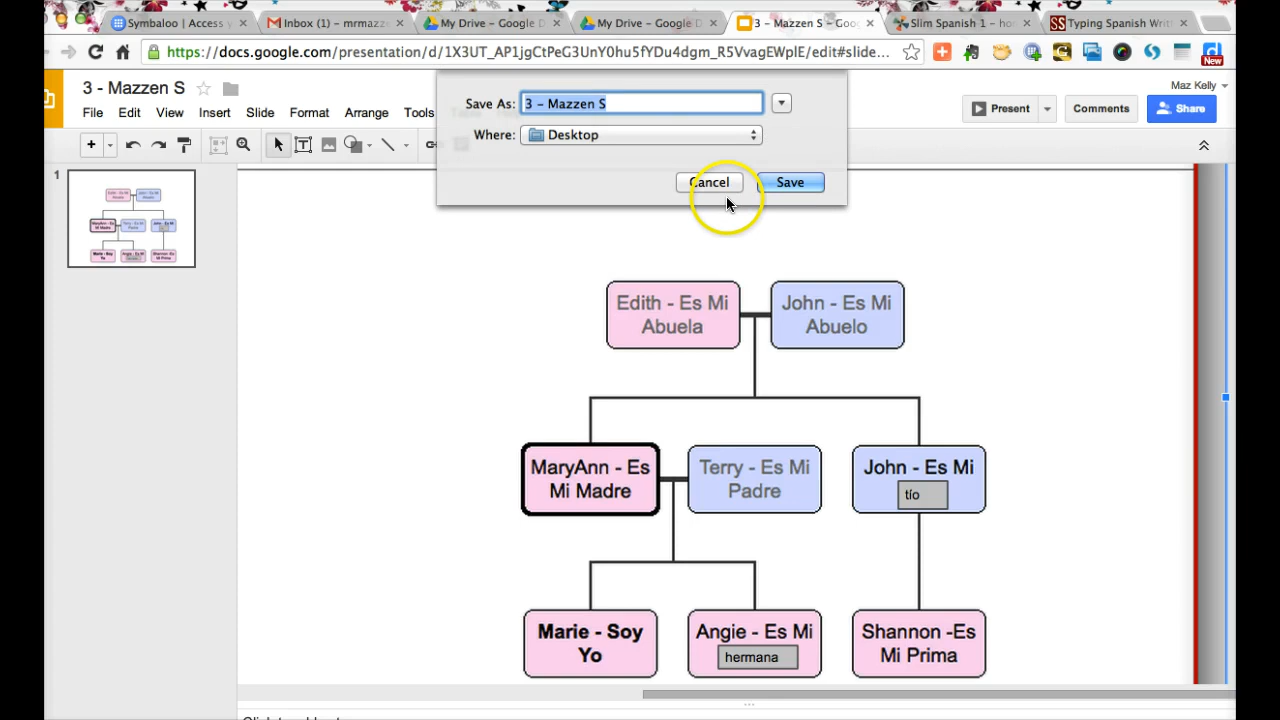 Symbaloo | Access y
Inbox (1) – mrmazze
My Drive – Google D
My Drive – Google D
3 – Mazzen S – Goo
Slim Spanish 1 – ho
Typing Spanish Writ
https://docs.google.com/presentation/d/1X3UT_AP1jgCtPeG3UnY0hu5fYDu4dgm_R5VvagEWplE/edit#slide...
New
3 - Mazzen S
Maz Kelly
File Edit View Insert Slide Format Arrange Tools
Present
Comments
Share
Save As: 3 – Mazzen S
Where: Desktop
Cancel
Save
1
Edith - Es Mi
Abuela
John - Es Mi
Abuelo
MaryAnn - Es
Mi Madre
Terry - Es Mi
Padre
John - Es Mi
tío
Marie - Soy
Yo
Angie - Es Mi
hermana
Shannon -Es
Mi Prima